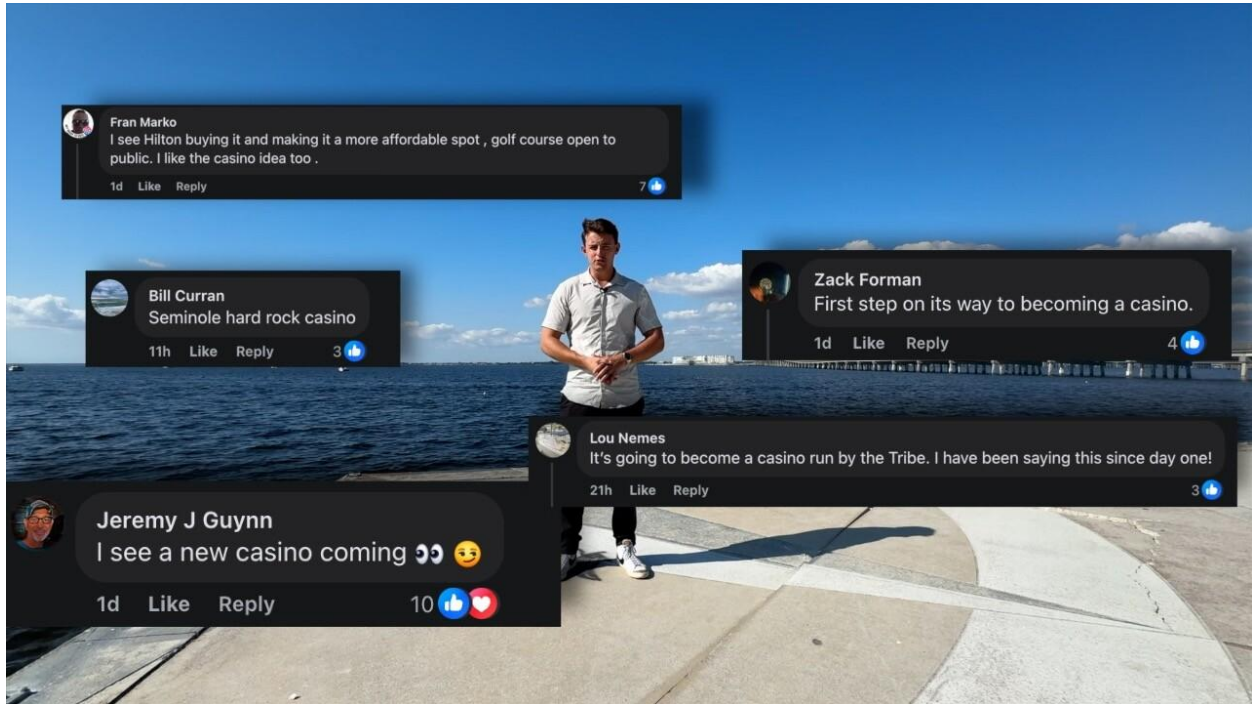 Fran Marko
I see Hilton buying it and making it a more affordable spot , golf course open to
public. I like the casino idea too .
1d Like Reply 7
Bill Curran
Seminole hard rock casino
11h Like Reply 3
Zack Forman
First step on its way to becoming a casino.
1d Like Reply 4
Lou Nemes
It's going to become a casino run by the Tribe. I have been saying this since day one!
21h Like Reply 3
Jeremy J Guynn
I see a new casino coming 👀 😏
1d Like Reply 10